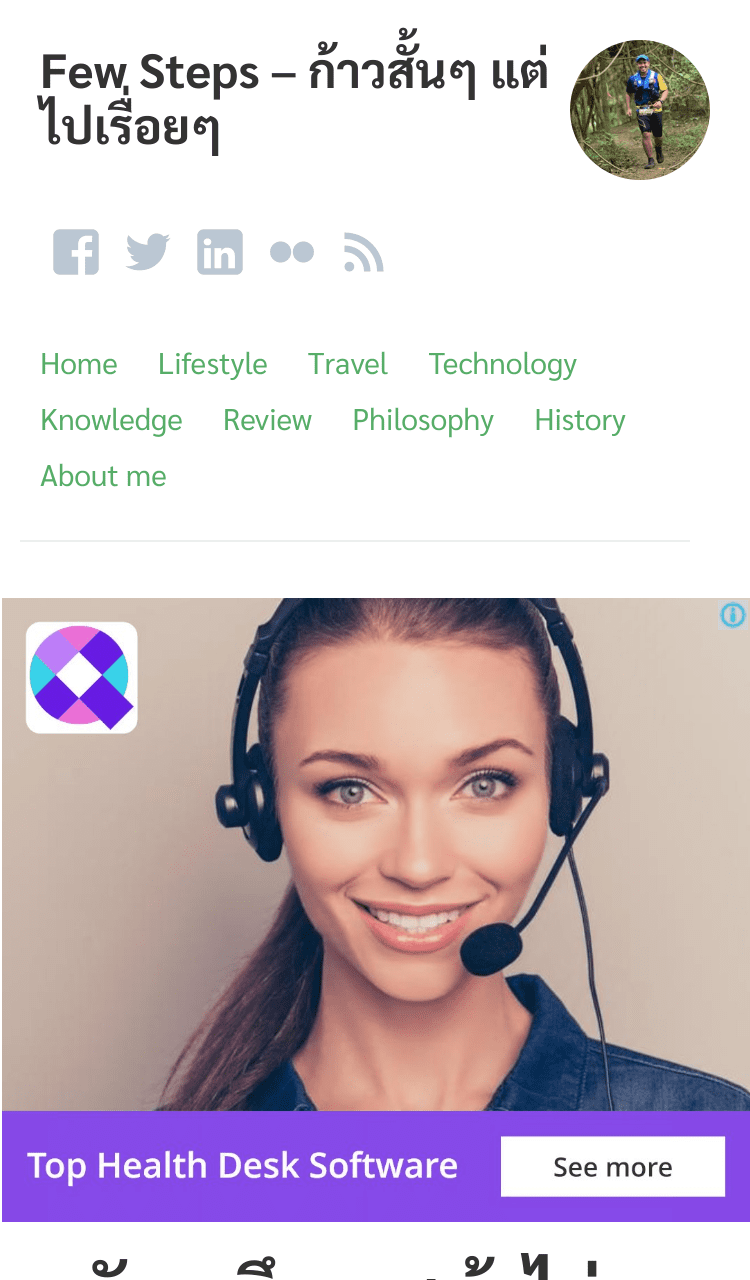 Few Steps – ก้าวสั้นๆ แต่
ไปเรื่อยๆ
Home Lifestyle Travel Technology
Knowledge Review Philosophy History
About me
Top Health Desk Software
See more